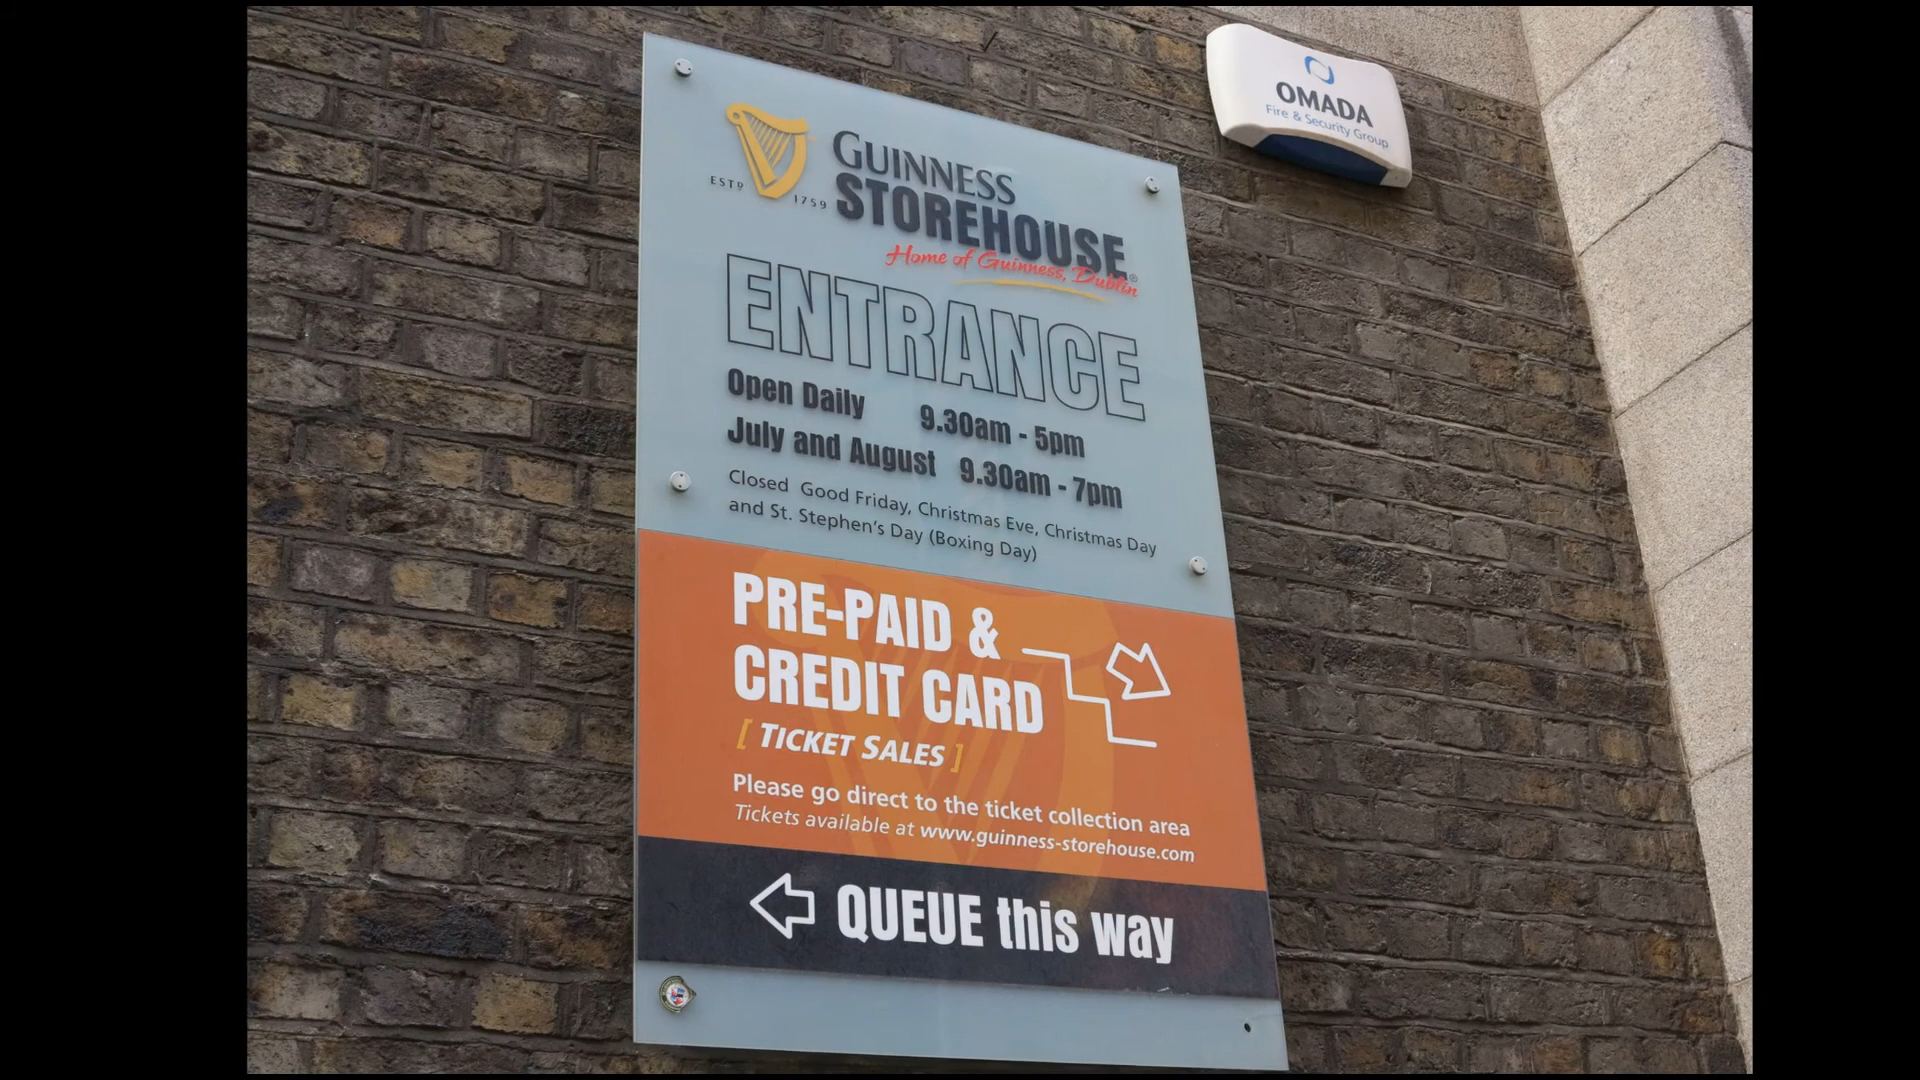 ESTD 1759
GUINNESS
STOREHOUSE®
Home of Guinness, Dublin
ENTRANCE
Open Daily 9.30am - 5pm
July and August 9.30am - 7pm
Closed Good Friday, Christmas Eve, Christmas Day
and St. Stephen's Day (Boxing Day)
PRE-PAID &
CREDIT CARD
[ TICKET SALES ]
Please go direct to the ticket collection area
Tickets available at www.guinness-storehouse.com
QUEUE this way
OMADA
Fire & Security Group